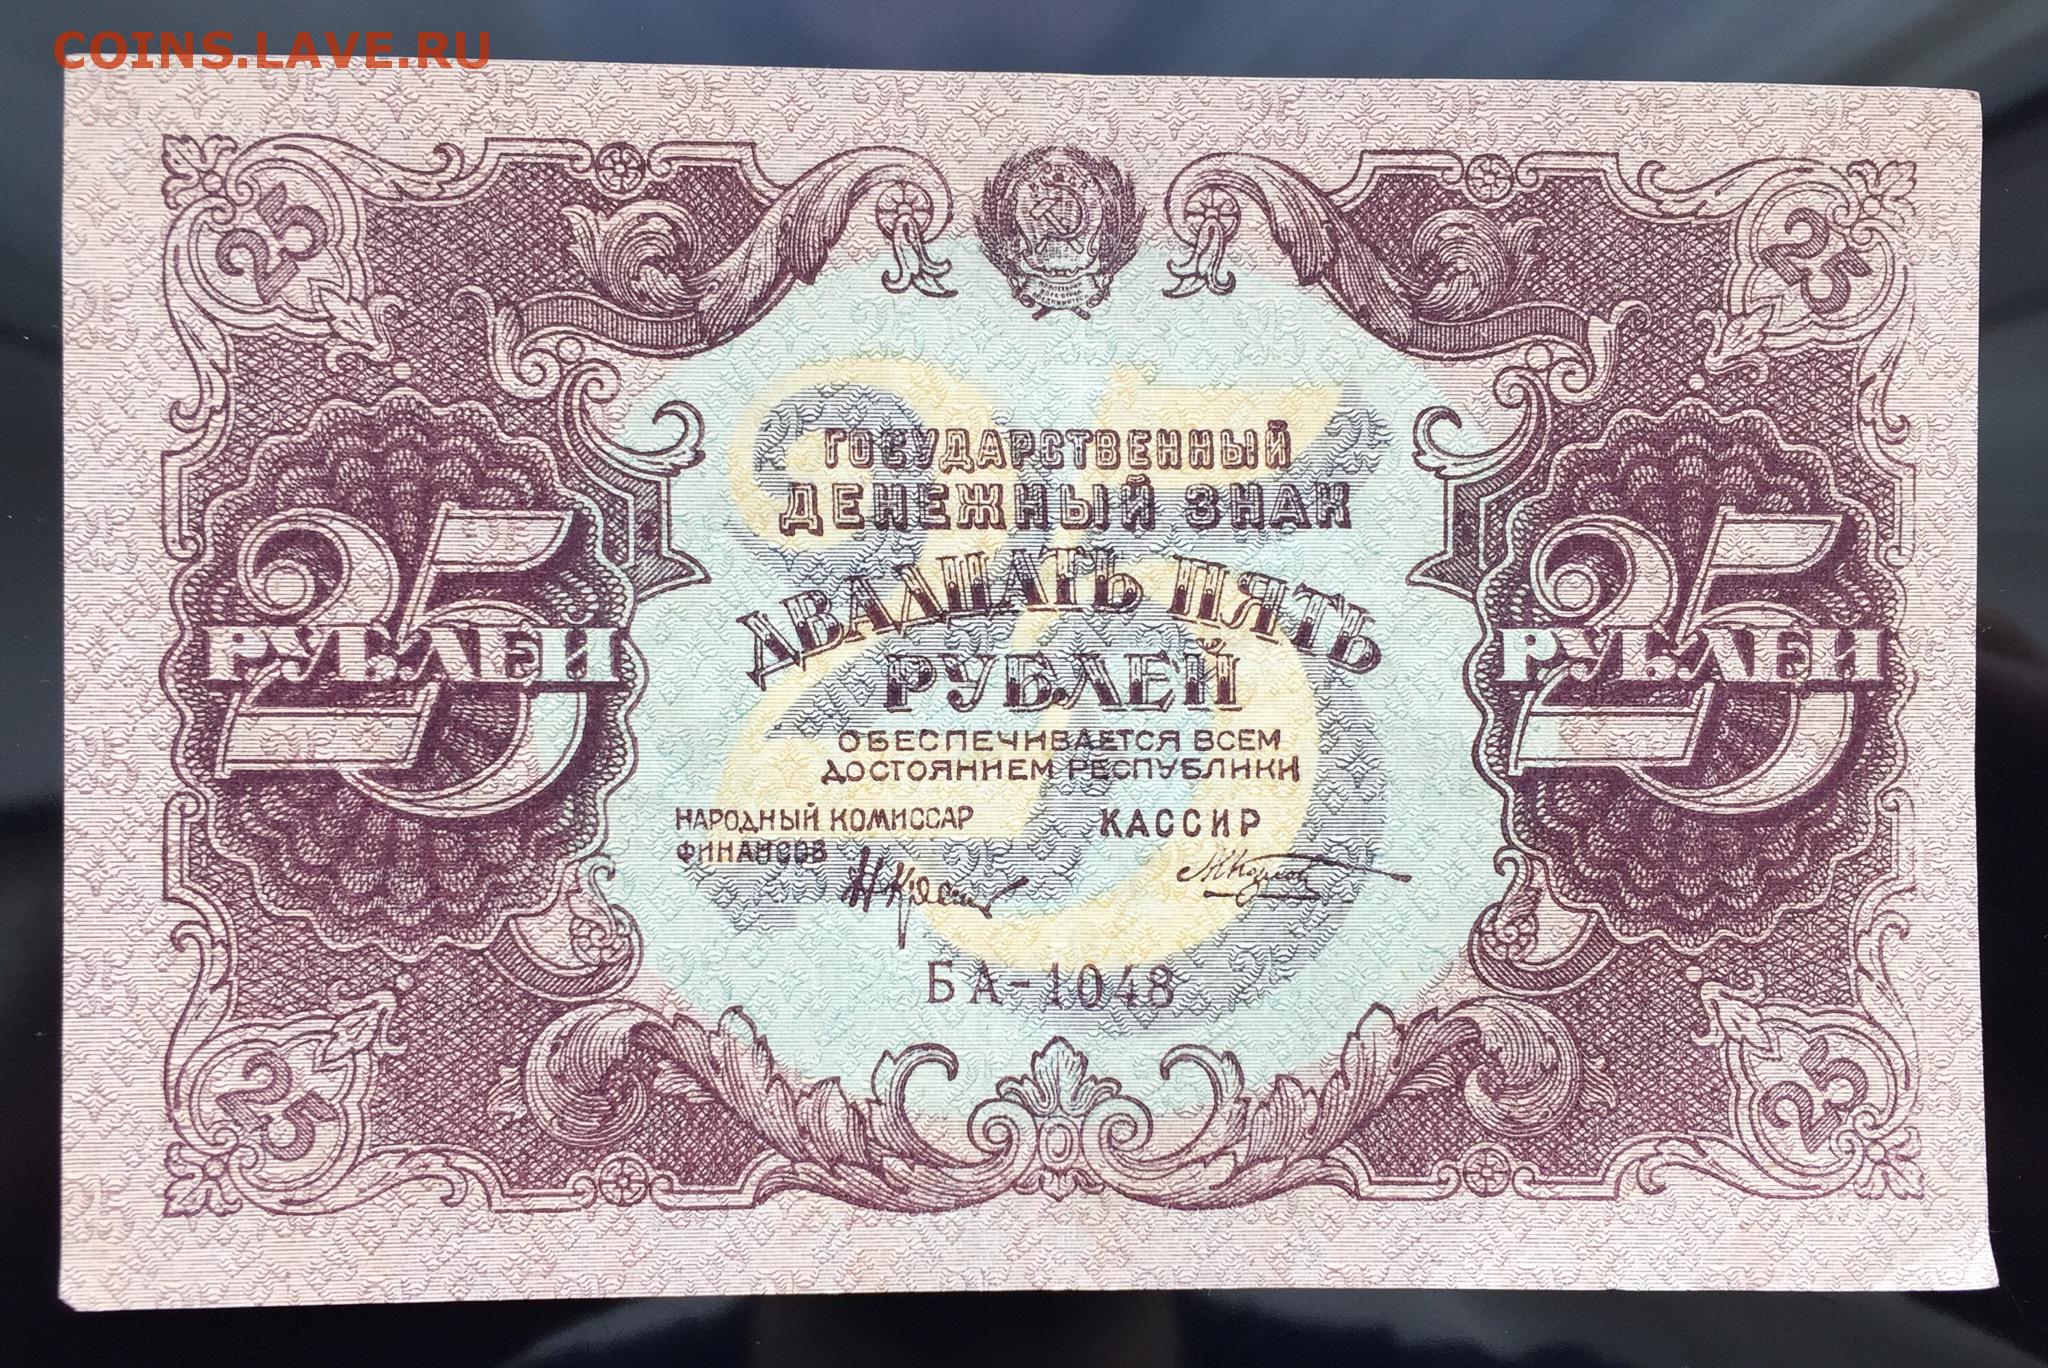 COINS.LAVE.RU
25 25
ГОСУДАРСТВЕННЫЙ
ДЕНЕЖНЫЙ ЗНАК
ДВАДЦАТЬ ПЯТЬ
РУБЛЕЙ
25 РУБЛЕЙ 25 РУБЛЕЙ
ОБЕСПЕЧИВАЕТСЯ ВСЕМ
ДОСТОЯНИЕМ РЕСПУБЛИКИ
НАРОДНЫЙ КОМИССАР КАССИР
ФИНАНСОВ
БА-1048
25 25